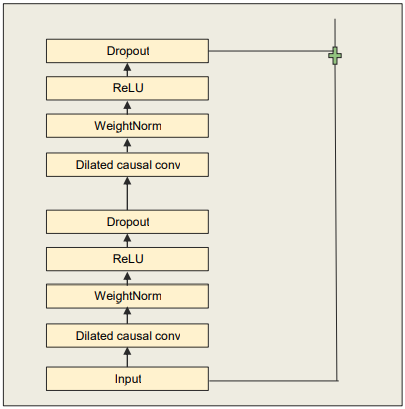 Dropout
ReLU
WeightNorm
Dilated causal conv
Dropout
ReLU
WeightNorm
Dilated causal conv
Input